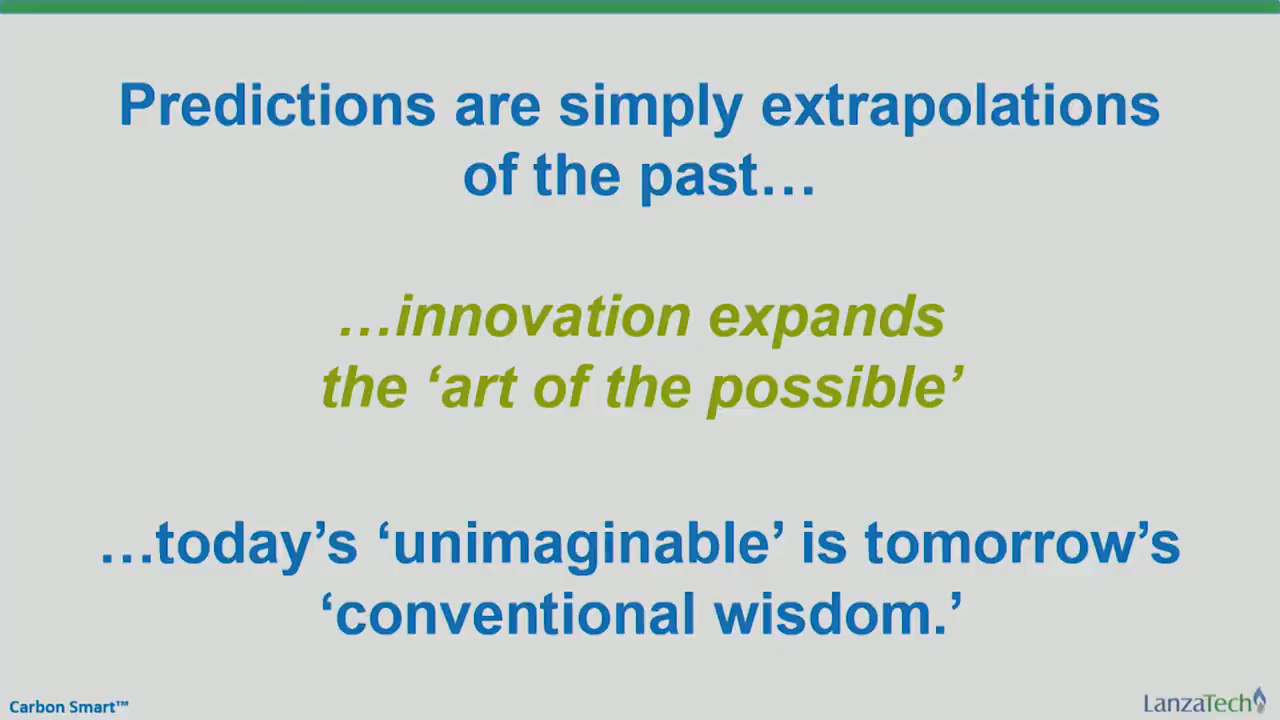 Predictions are simply extrapolations
of the past…
…innovation expands
the ‘art of the possible’
…today’s ‘unimaginable’ is tomorrow’s
‘conventional wisdom.’
Carbon Smart™
LanzaTech